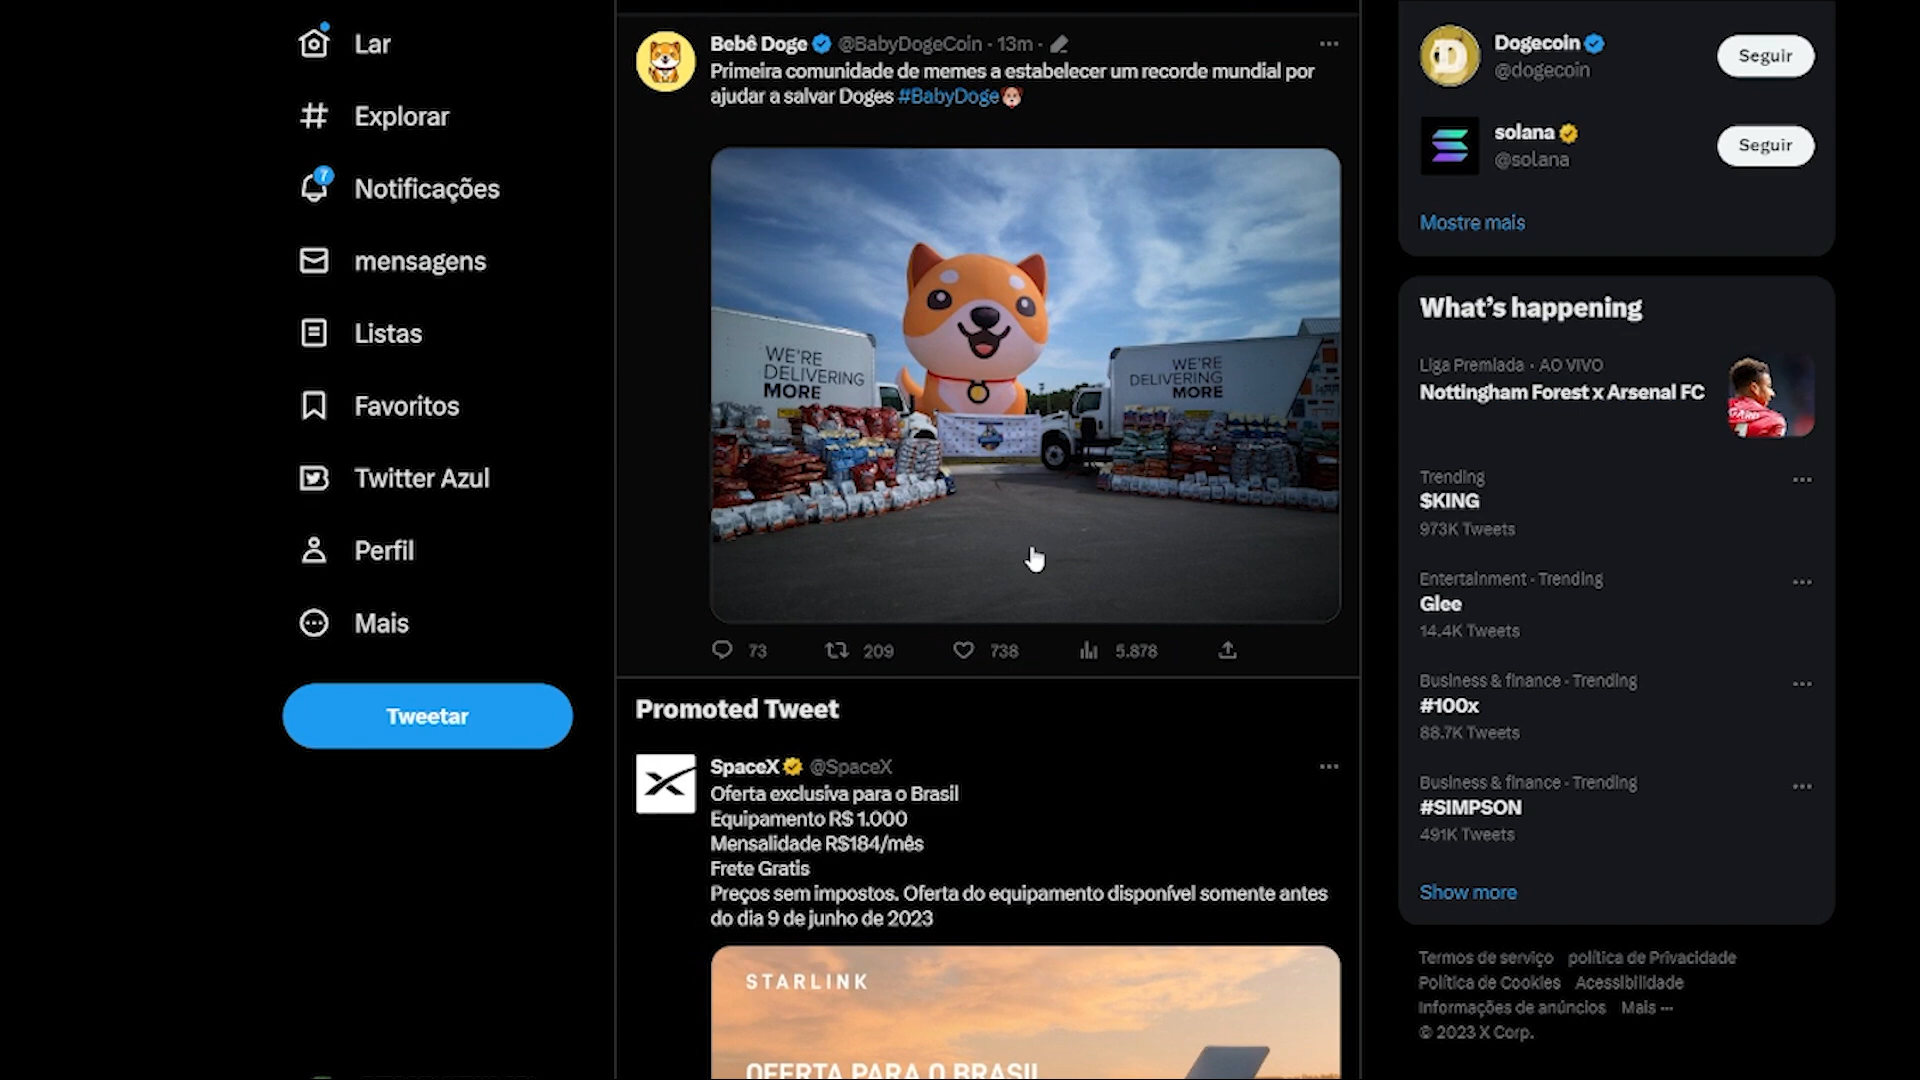 Lar
Explorar
7
Notificações
mensagens
Listas
Favoritos
Twitter Azul
Perfil
Mais
Tweetar
Bebê Doge @BabyDogeCoin · 13m ·
Primeira comunidade de memes a estabelecer um recorde mundial por
ajudar a salvar Doges #BabyDoge
WE'RE
DELIVERING
MORE
WE'RE
DELIVERING
MORE
73
209
738
5.878
Promoted Tweet
SpaceX @SpaceX
Oferta exclusiva para o Brasil
Equipamento R$ 1.000
Mensalidade R$184/mês
Frete Gratis
Preços sem impostos. Oferta do equipamento disponível somente antes
do dia 9 de junho de 2023
STARLINK
OFERTA PARA O BRASIL
Dogecoin
@dogecoin
Seguir
solana
@solana
Seguir
Mostre mais
What's happening
Liga Premiada · AO VIVO
Nottingham Forest x Arsenal FC
Trending
$KING
973K Tweets
Entertainment · Trending
Glee
14.4K Tweets
Business & finance · Trending
#100x
88.7K Tweets
Business & finance · Trending
#SIMPSON
491K Tweets
Show more
Termos de serviço política de Privacidade
Política de Cookies Acessibilidade
Informações de anúncios Mais ···
© 2023 X Corp.